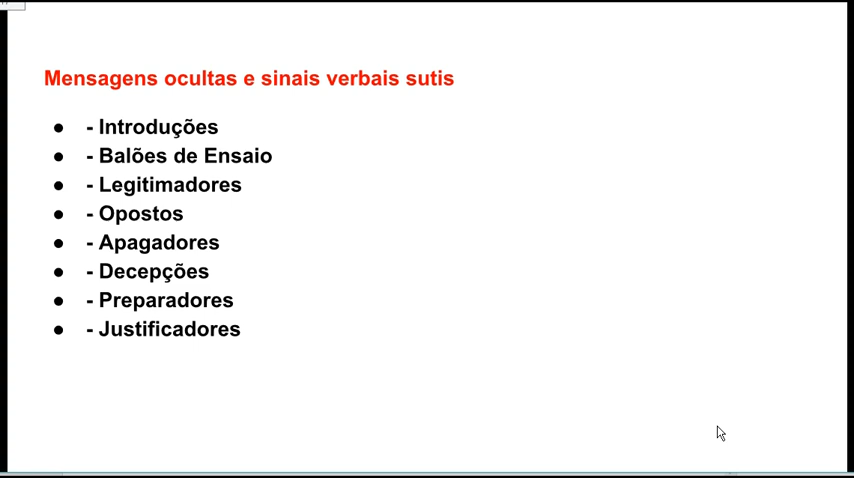 Mensagens ocultas e sinais verbais sutis
● - Introduções
● - Balões de Ensaio
● - Legitimadores
● - Opostos
● - Apagadores
● - Decepções
● - Preparadores
● - Justificadores